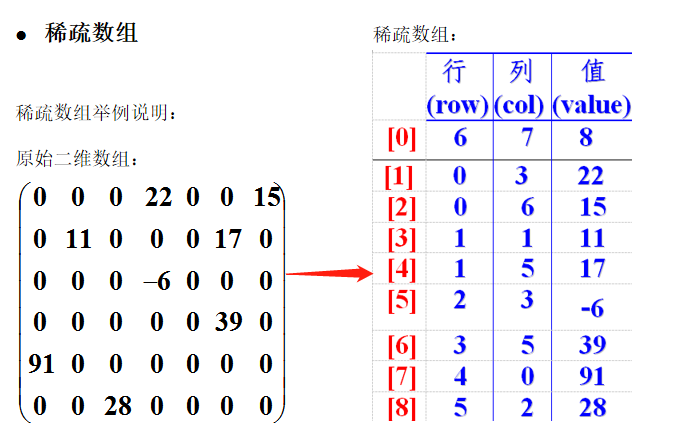 ● 稀疏数组
稀疏数组举例说明：
原始二维数组：
0 0 0 22 0 0 15
0 11 0 0 0 17 0
0 0 0 –6 0 0 0
0 0 0 0 0 39 0
91 0 0 0 0 0 0
0 0 28 0 0 0 0
稀疏数组：
行 列 值
(row) (col) (value)
[0] 6 7 8
[1] 0 3 22
[2] 0 6 15
[3] 1 1 11
[4] 1 5 17
[5] 2 3 -6
[6] 3 5 39
[7] 4 0 91
[8] 5 2 28